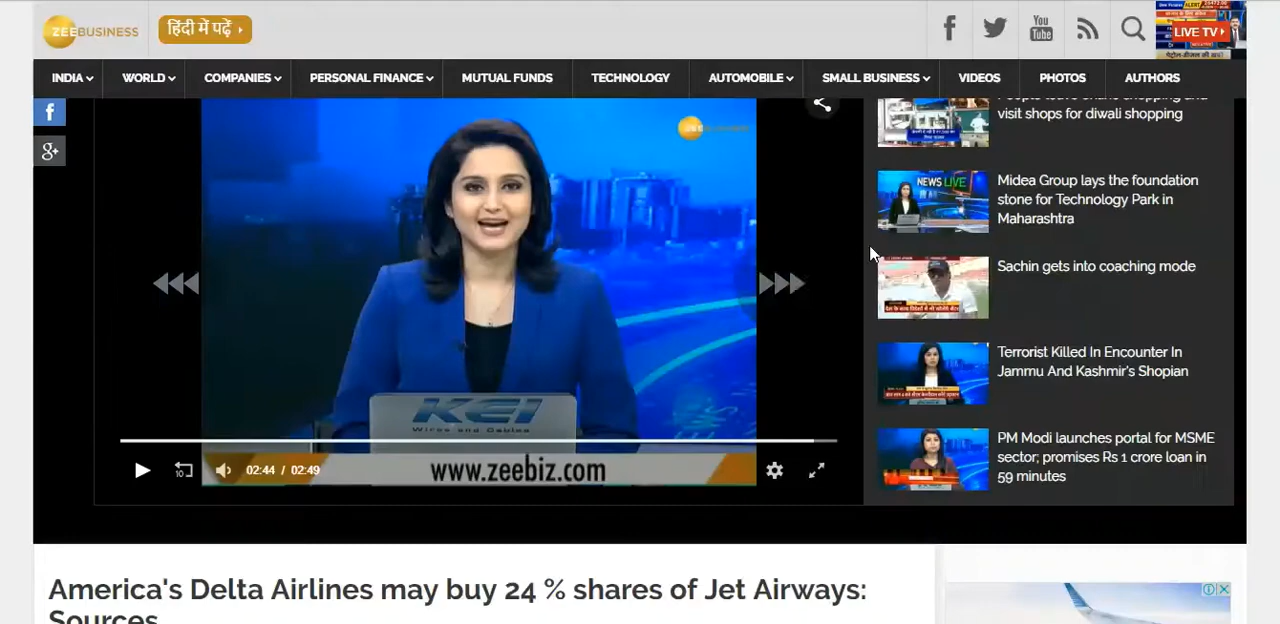 ZEEBUSINESS
हिंदी में पढ़ें
You
Tube
LIVE TV
INDIA
WORLD
COMPANIES
PERSONAL FINANCE
MUTUAL FUNDS
TECHNOLOGY
AUTOMOBILE
SMALL BUSINESS
VIDEOS
PHOTOS
AUTHORS
visit shops for diwali shopping
NEWS LIVE
Midea Group lays the foundation
stone for Technology Park in
Maharashtra
Sachin gets into coaching mode
Terrorist Killed In Encounter In
Jammu And Kashmir's Shopian
PM Modi launches portal for MSME
sector; promises Rs 1 crore loan in
59 minutes
KEI
Wires and Cables
10
02:44 / 02:49
www.zeebiz.com
America's Delta Airlines may buy 24 % shares of Jet Airways:
Sources